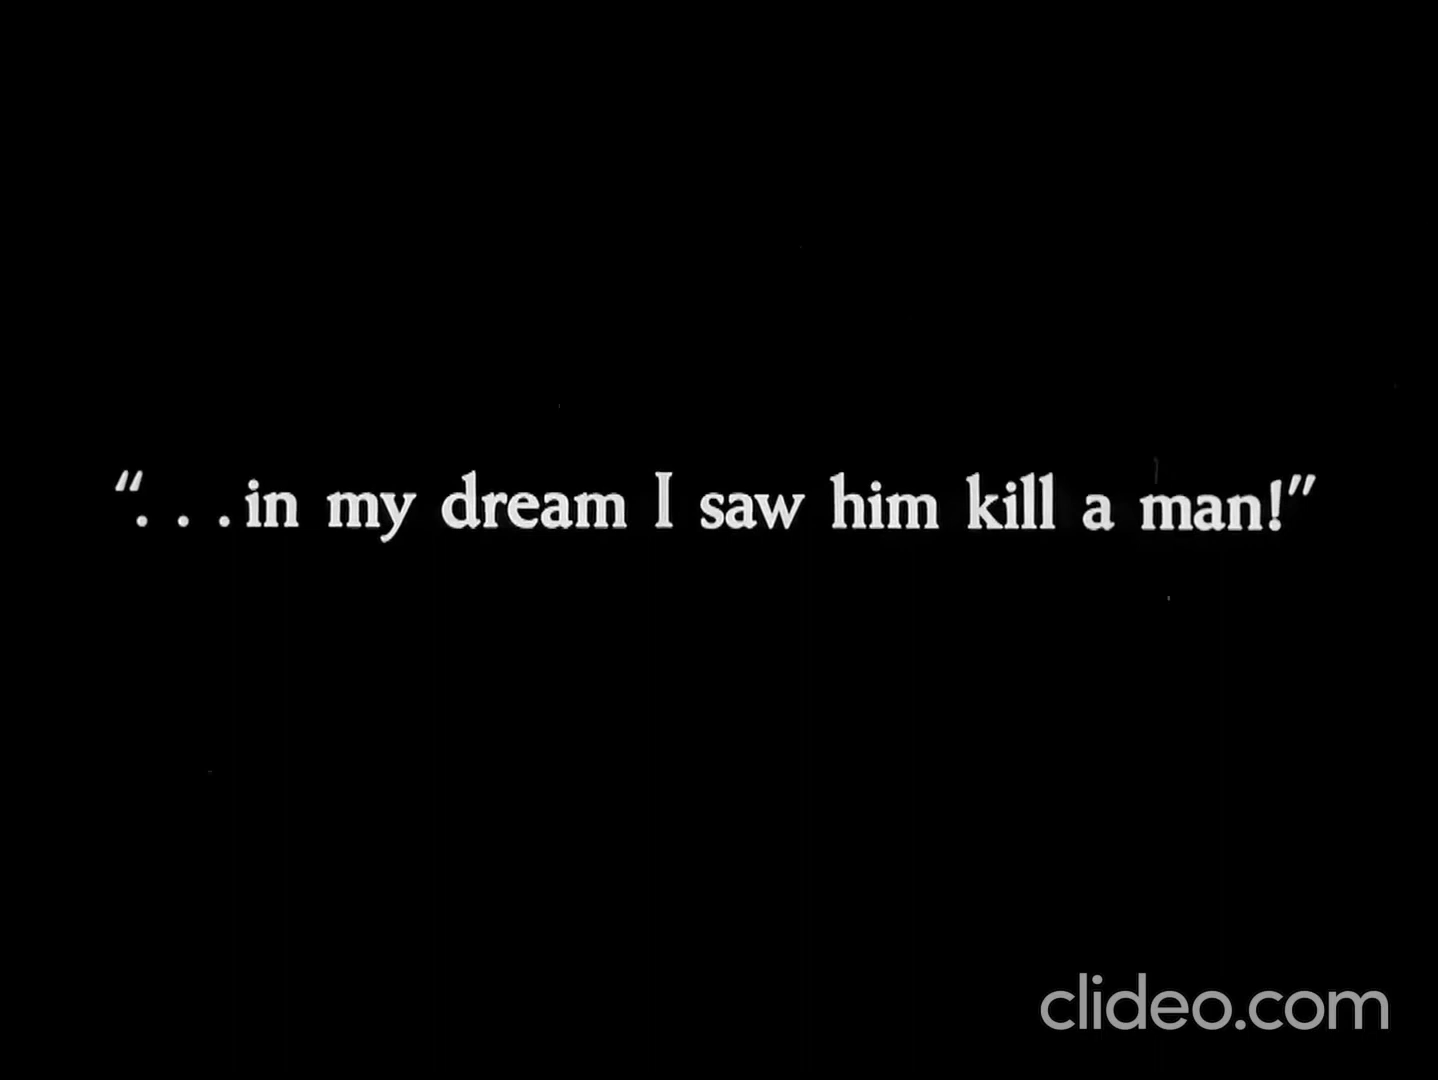 “. . . in my dream I saw him kill a man!”
clideo.com